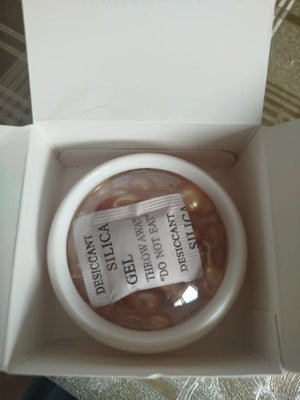 DESICCANT
SILICA
GEL
THROW AWAY
"DO NOT EAT
DESICCANT
SILICA